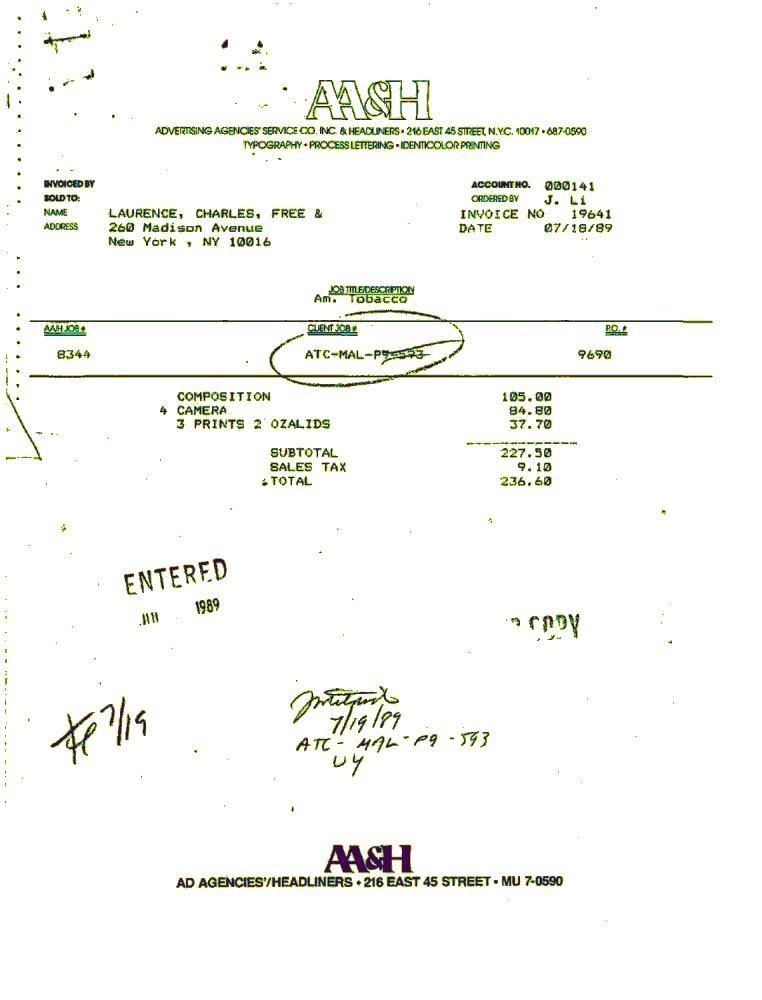 AA&H
ADVERTISING AGENCIES' SERVICE CO. INC. & HEADLINERS • 216 EAST 45 STREET, N.Y.C. 10017 • 687-0590
TYPOGRAPHY • PROCESS LETTERING • IDENTICOLOR PRINTING
INVOICED BY
SOLD TO:
NAME LAURENCE, CHARLES, FREE &
ADDRESS 260 Madison Avenue
New York , NY 10016
ACCOUNT NO. 000141
ORDERED BY J. Li
INVOICE NO 19641
DATE 07/18/89
JOB TITLE/DESCRIPTION
Am. Tobacco
AA/H JOB # CLIENT JOB # P.O. #
8344 ATC-MAL-P9-593 9690
COMPOSITION 105.00
4 CAMERA 84.80
3 PRINTS 2 OZALIDS 37.70
SUBTOTAL 227.50
SALES TAX 9.10
TOTAL 236.60
ENTERED
1989
COPY
7/19
7/19/89
ATC - MAL - P9 - 593
AA&H
AD AGENCIES'/HEADLINERS • 216 EAST 45 STREET • MU 7-0590